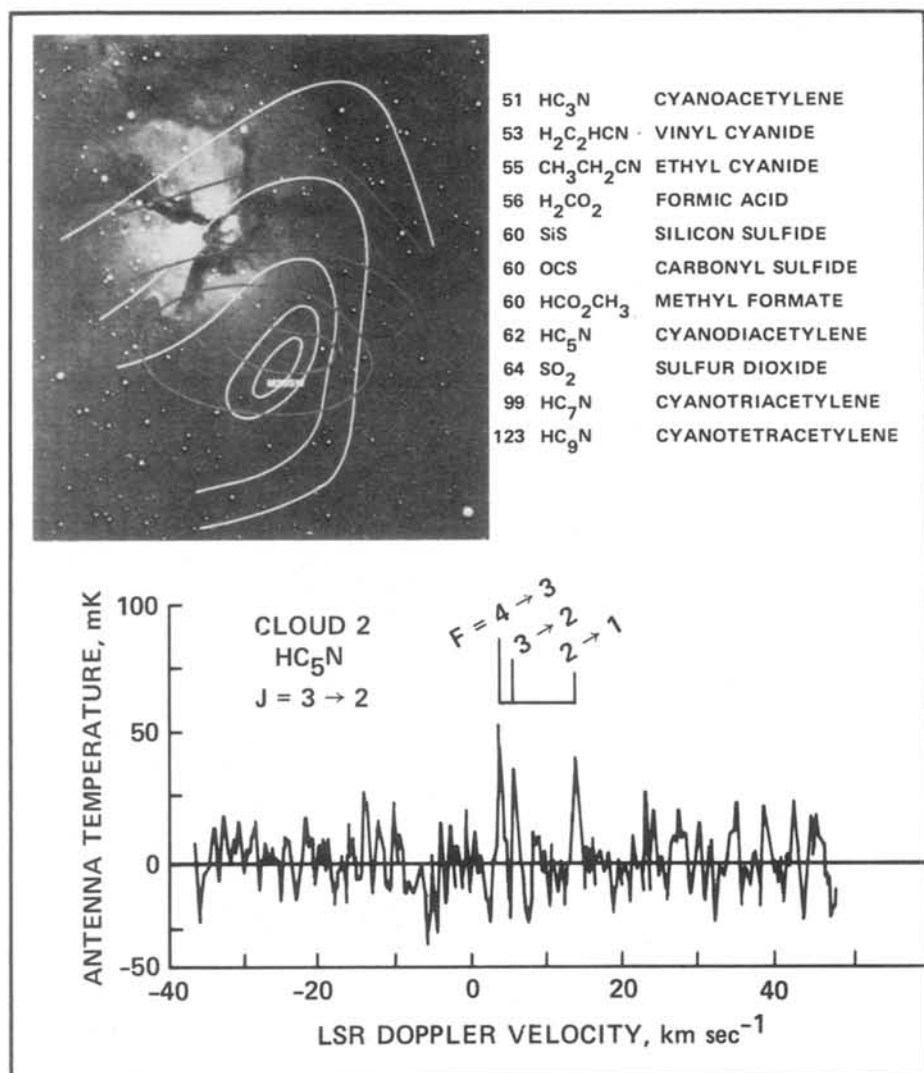 51 HC₃N CYANOACETYLENE
53 H₂C₂HCN VINYL CYANIDE
55 CH₃CH₂CN ETHYL CYANIDE
56 H₂CO₂ FORMIC ACID
60 SiS SILICON SULFIDE
60 OCS CARBONYL SULFIDE
60 HCO₂CH₃ METHYL FORMATE
62 HC₅N CYANODIACETYLENE
64 SO₂ SULFUR DIOXIDE
99 HC₇N CYANOTRIACETYLENE
123 HC₉N CYANOTETRACETYLENE
ANTENNA TEMPERATURE, mK
100
50
0
−50
CLOUD 2
HC₅N
J = 3 → 2
F = 4 → 3
3 → 2
2 → 1
−40 −20 0 20 40
LSR DOPPLER VELOCITY, km sec⁻¹